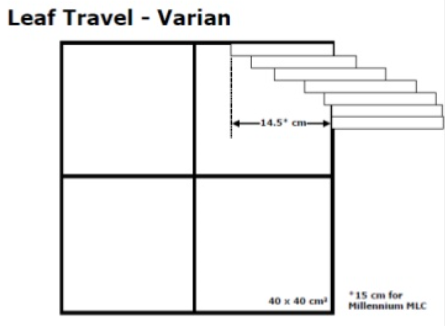 Leaf Travel - Varian
14.5* cm
40 x 40 cm²
*15 cm for
Millennium MLC